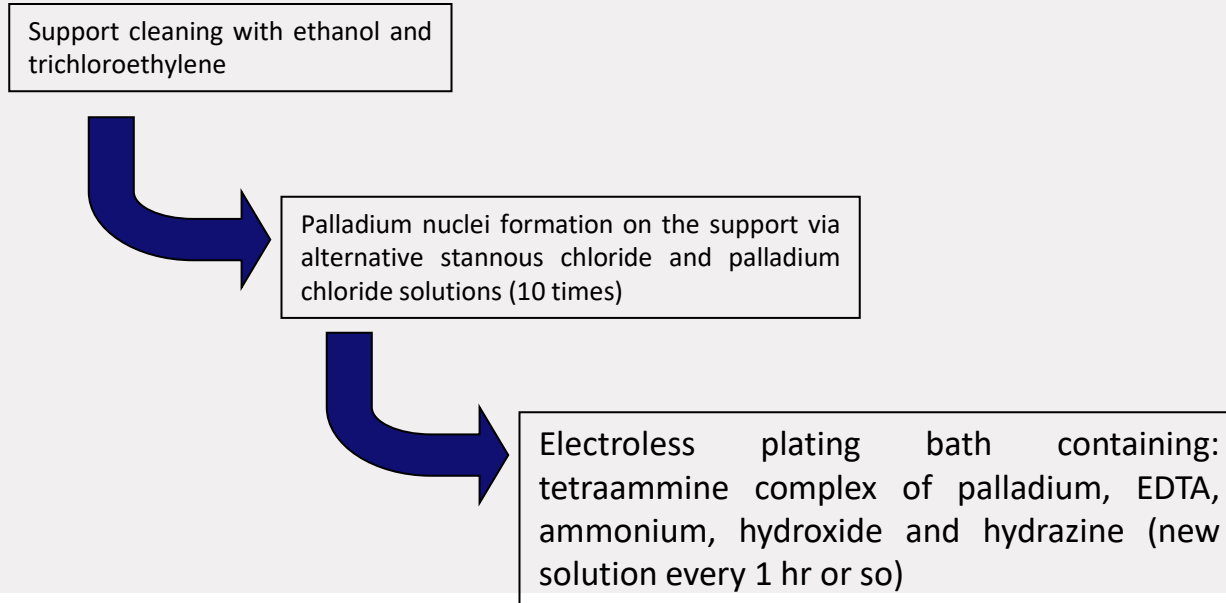 Support cleaning with ethanol and
trichloroethylene
Palladium nuclei formation on the support via
alternative stannous chloride and palladium
chloride solutions (10 times)
Electroless plating bath containing:
tetraammine complex of palladium, EDTA,
ammonium, hydroxide and hydrazine (new
solution every 1 hr or so)